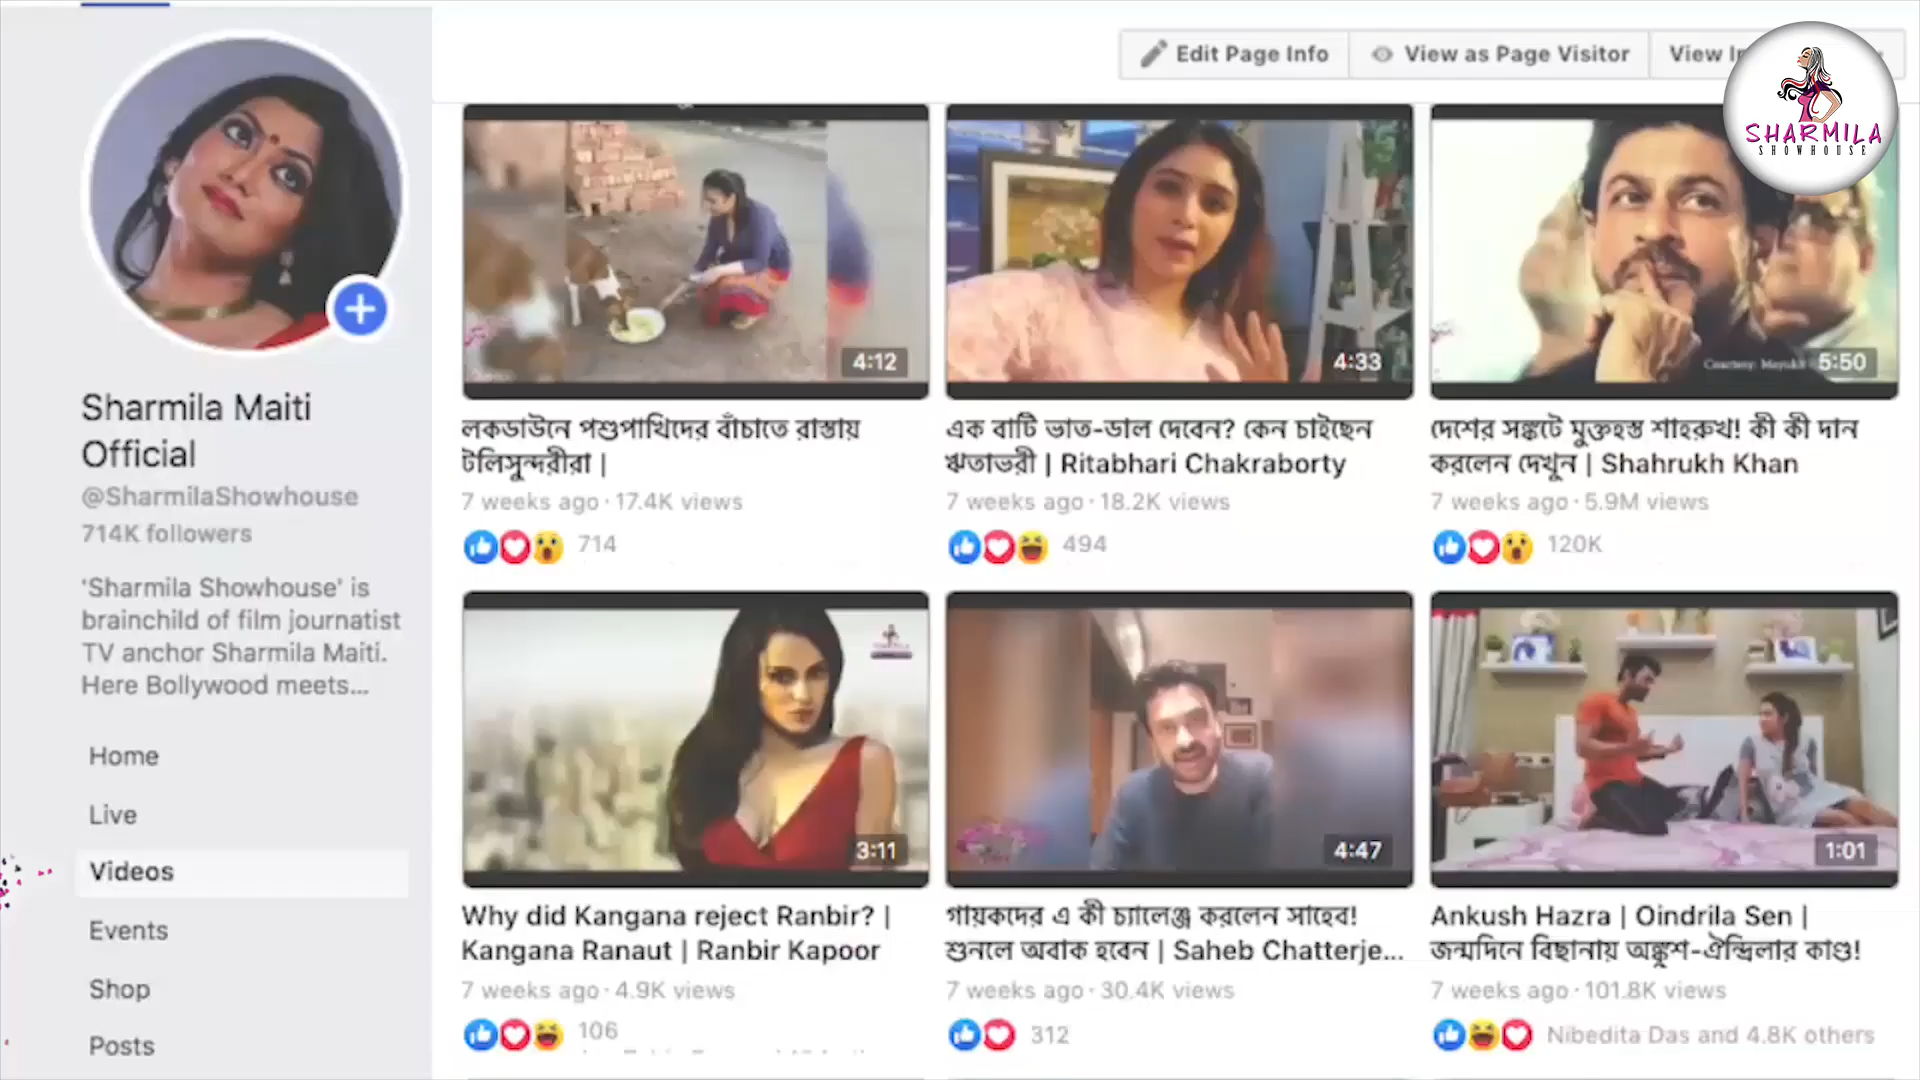 Edit Page Info
View as Page Visitor
View
SHARMILA
SHOWHOUSE
Sharmila Maiti
Official
@SharmilaShowhouse
714K followers
'Sharmila Showhouse' is
brainchild of film journatist
TV anchor Sharmila Maiti.
Here Bollywood meets...
Home
Live
Videos
Events
Shop
Posts
4:12
লকডাউনে পশুপাখিদের বাঁচাতে রাস্তায়
টলিসুন্দরীরা |
7 weeks ago · 17.4K views
714
4:33
এক বাটি ভাত-ডাল দেবেন? কেন চাইছেন
ঋতাভরী | Ritabhari Chakraborty
7 weeks ago · 18.2K views
494
Courtesy:
5:50
দেশের সঙ্কটে মুক্তহস্ত শাহরুখ! কী কী দান
করলেন দেখুন | Shahrukh Khan
7 weeks ago · 5.9M views
120K
3:11
Why did Kangana reject Ranbir? |
Kangana Ranaut | Ranbir Kapoor
7 weeks ago · 4.9K views
106
4:47
গায়কদের এ কী চ্যালেঞ্জ করলেন সাহেব!
শুনলে অবাক হবেন | Saheb Chatterje...
7 weeks ago · 30.4K views
312
1:01
Ankush Hazra | Oindrila Sen |
জন্মদিনে বিছানায় অঙ্কুশ-ঐন্দ্রিলার কাণ্ড!
7 weeks ago · 101.8K views
Nibedita Das and 4.8K others